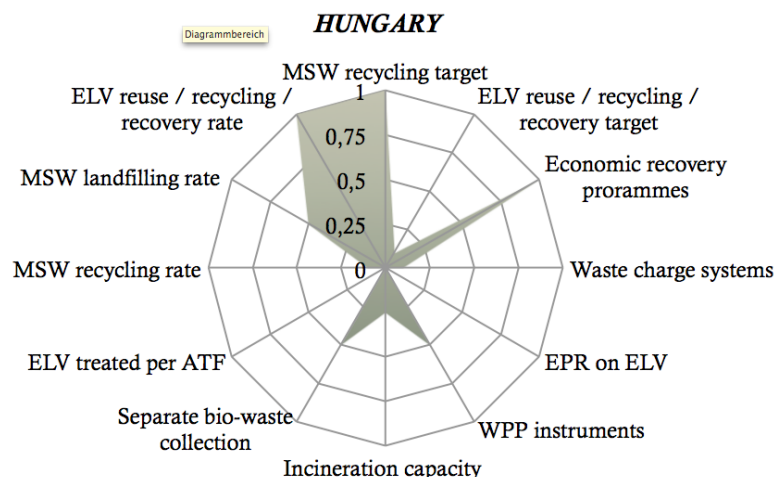 HUNGARY
Diagrammbereich
MSW recycling target
ELV reuse / recycling /
recovery rate
ELV reuse / recycling /
recovery target
1
0,75
0,5
0,25
0
MSW landfilling rate
Economic recovery
prorammes
MSW recycling rate
Waste charge systems
ELV treated per ATF
EPR on ELV
Separate bio-waste
collection
WPP instruments
Incineration capacity